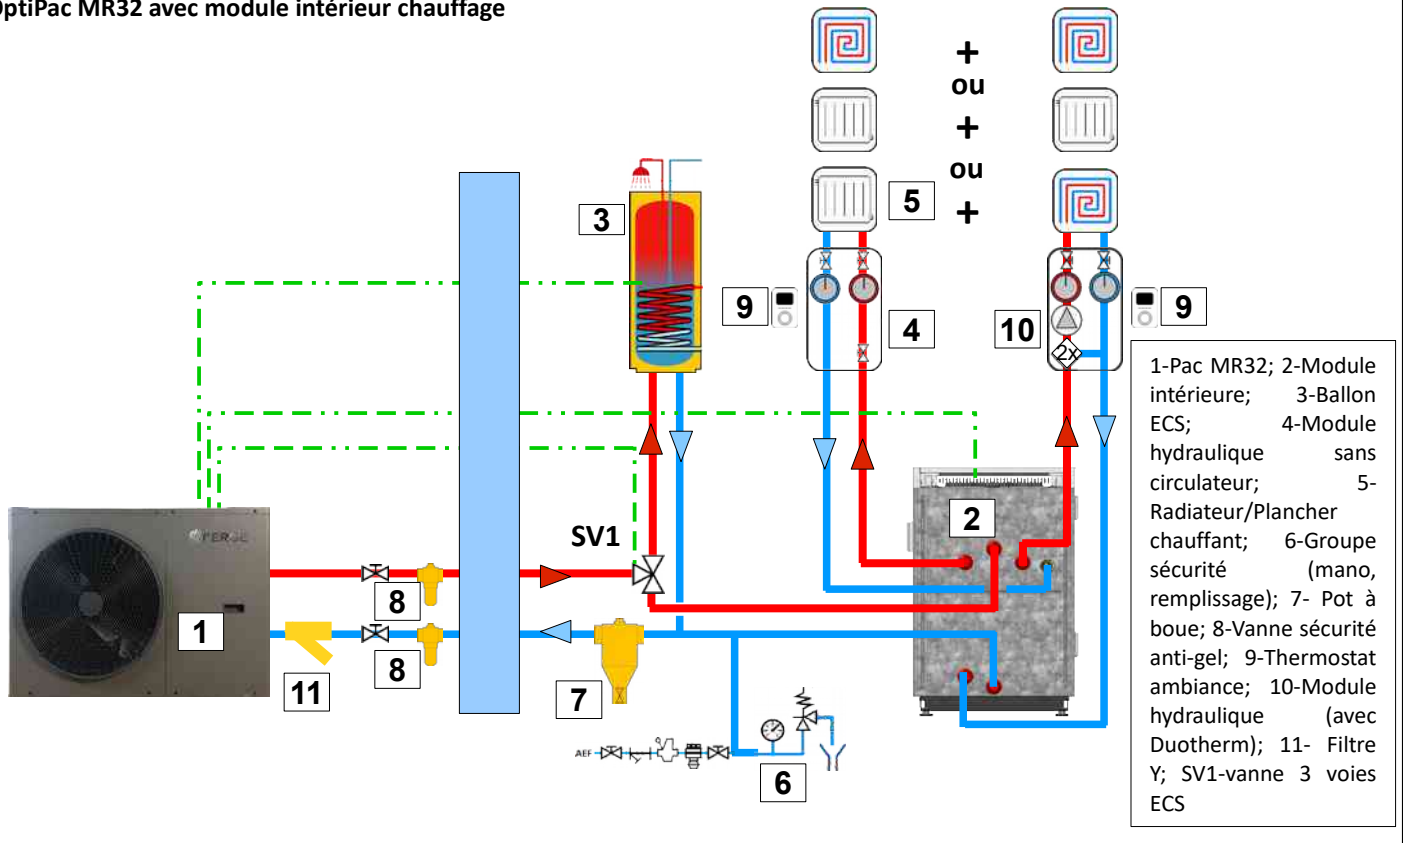 OptiPac MR32 avec module intérieur chauffage
+
ou
+
ou
+
5
3
9
4
10
9
2x
1-Pac MR32; 2-Module
intérieure; 3-Ballon
ECS; 4-Module
hydraulique sans
circulateur; 5-
Radiateur/Plancher
chauffant; 6-Groupe
sécurité (mano,
remplissage); 7- Pot à
boue; 8-Vanne sécurité
anti-gel; 9-Thermostat
ambiance; 10-Module
hydraulique (avec
Duotherm); 11- Filtre
Y; SV1-vanne 3 voies
ECS
2
SV1
PERGE
8
1
8
11
7
AEF
6